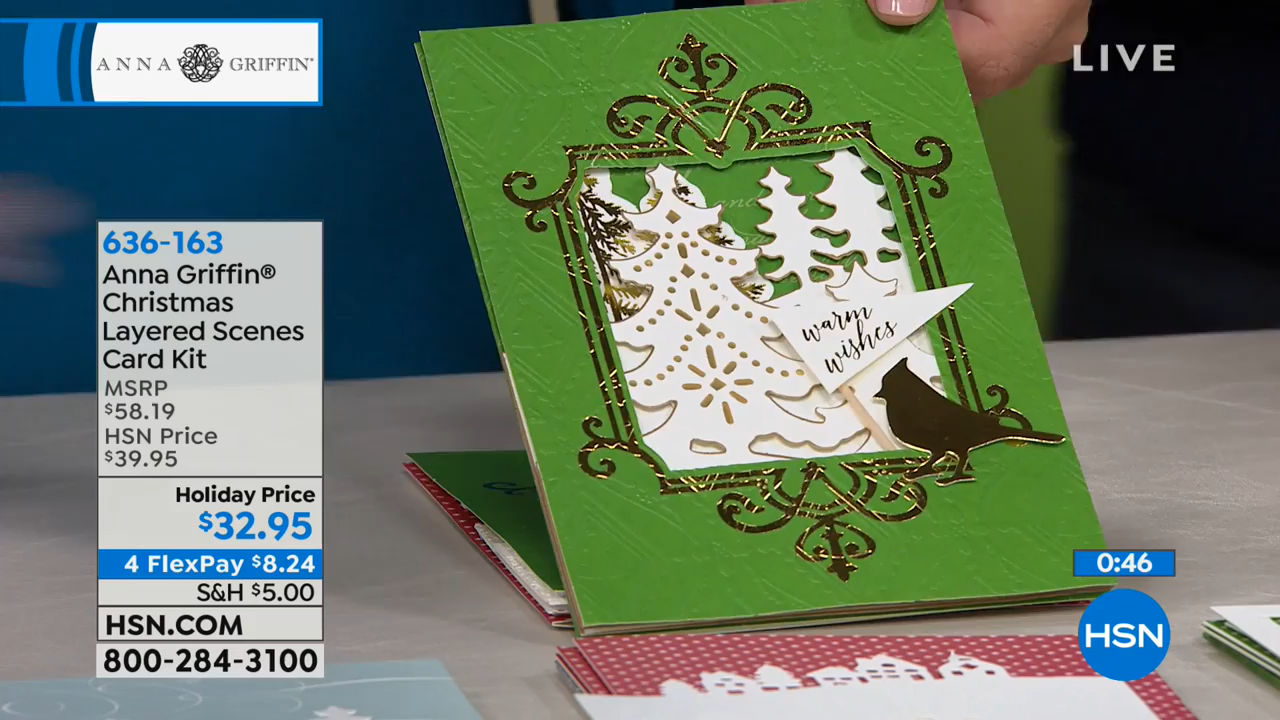 ANNA GRIFFIN®
LIVE
636-163
Anna Griffin®
Christmas
Layered Scenes
Card Kit
MSRP
$58.19
HSN Price
$39.95
Holiday Price
$32.95
4 FlexPay $8.24
S&H $5.00
HSN.COM
800-284-3100
and
warm
wishes
0:46
HSN